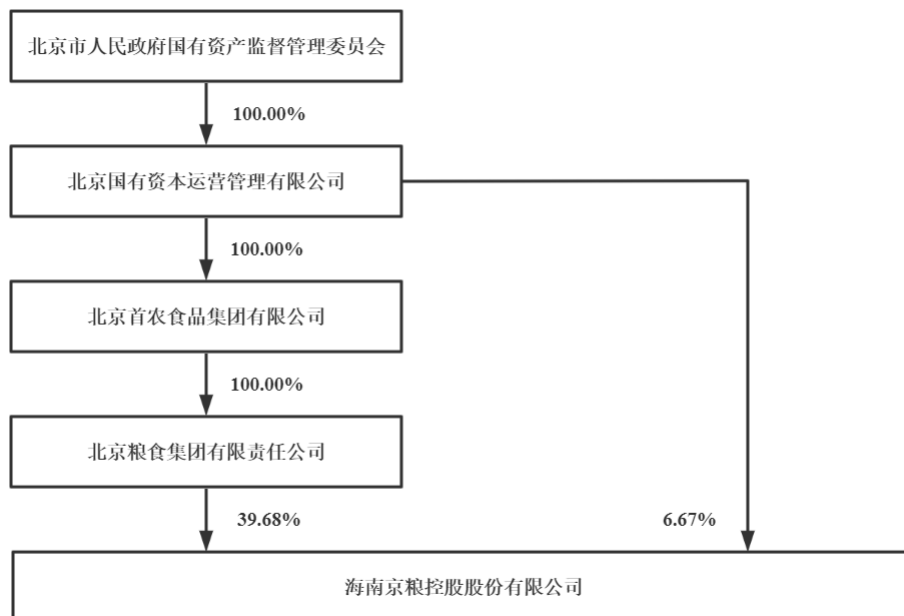 北京市人民政府国有资产监督管理委员会
100.00%
北京国有资本运营管理有限公司
100.00%
北京首农食品集团有限公司
100.00%
北京粮食集团有限责任公司
39.68%
6.67%
海南京粮控股股份有限公司